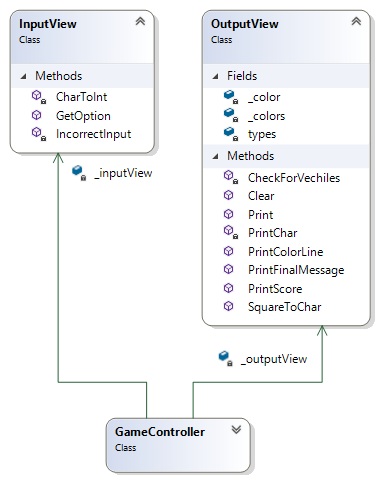 InputView
Class
Methods
CharToInt
GetOption
IncorrectInput
_inputView
OutputView
Class
Fields
_color
_colors
types
Methods
CheckForVechiles
Clear
Print
PrintChar
PrintColorLine
PrintFinalMessage
PrintScore
SquareToChar
_outputView
GameController
Class